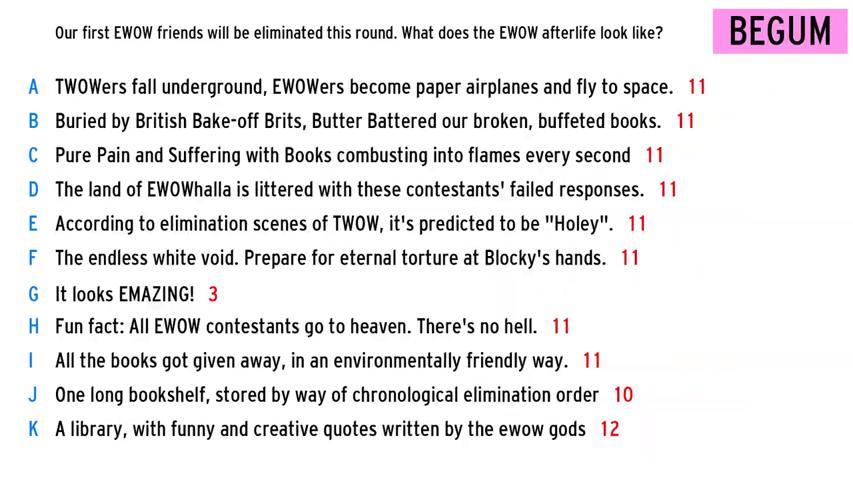 Our first EWOW friends will be eliminated this round. What does the EWOW afterlife look like?
BEGUM
A TWOWers fall underground, EWOWers become paper airplanes and fly to space. 11
B Buried by British Bake-off Brits, Butter Battered our broken, buffeted books. 11
C Pure Pain and Suffering with Books combusting into flames every second 11
D The land of EWOWhalla is littered with these contestants' failed responses. 11
E According to elimination scenes of TWOW, it's predicted to be "Holey". 11
F The endless white void. Prepare for eternal torture at Blocky's hands. 11
G It looks EMAZING! 3
H Fun fact: All EWOW contestants go to heaven. There's no hell. 11
I All the books got given away, in an environmentally friendly way. 11
J One long bookshelf, stored by way of chronological elimination order 10
K A library, with funny and creative quotes written by the ewow gods 12